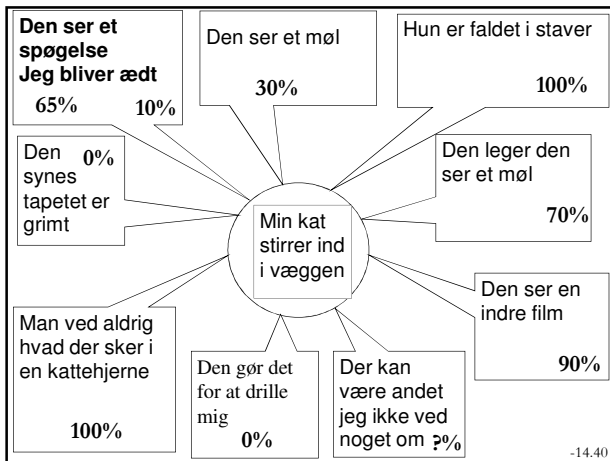 Den ser et
spøgelse
Jeg bliver ædt
65% 10%
Den ser et møl
30%
Hun er faldet i staver
100%
Den 0%
synes
tapetet er
grimt
Den leger den
ser et møl
70%
Min kat
stirrer ind
i væggen
Man ved aldrig
hvad der sker i
en kattehjerne
100%
Den gør det
for at drille
mig
0%
Der kan
være andet
jeg ikke ved
noget om ?%
Den ser en
indre film
90%
-14.40